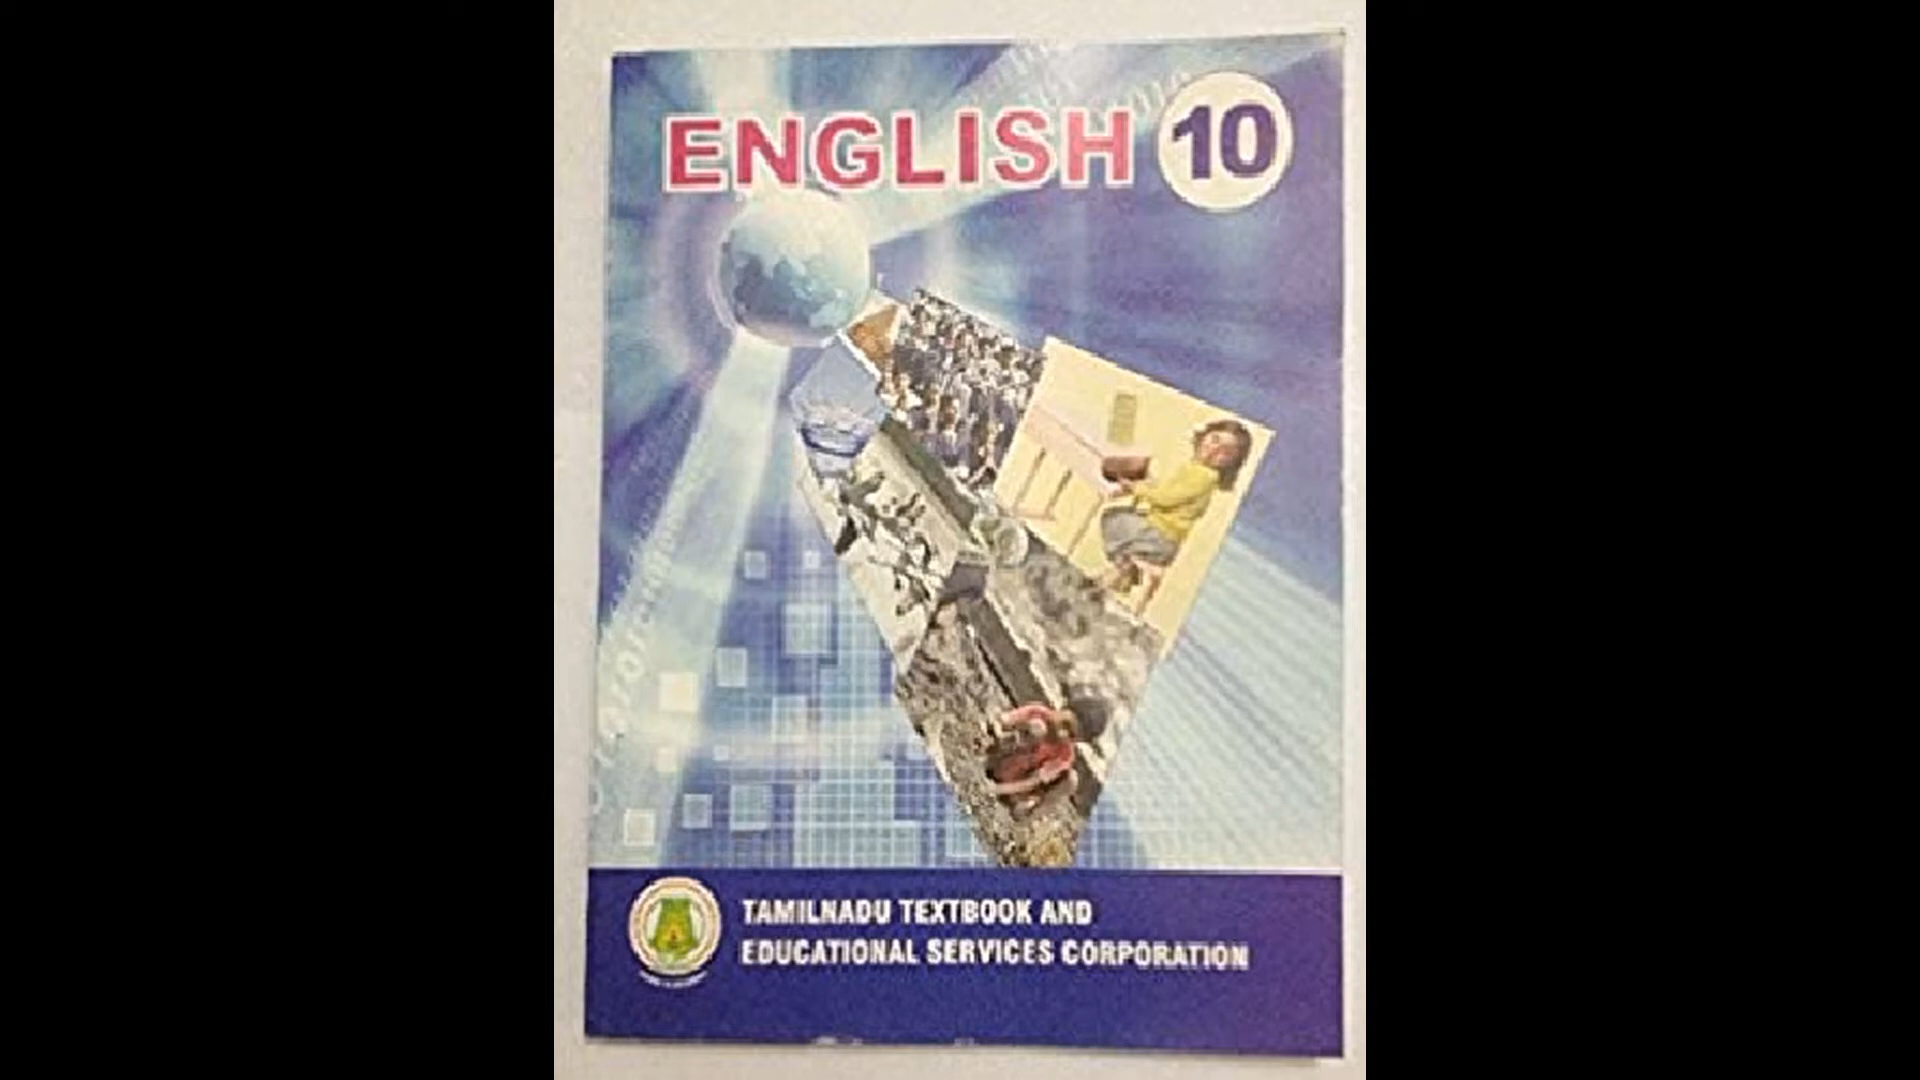 ENGLISH 10
TAMILNADU TEXTBOOK AND
EDUCATIONAL SERVICES CORPORATION